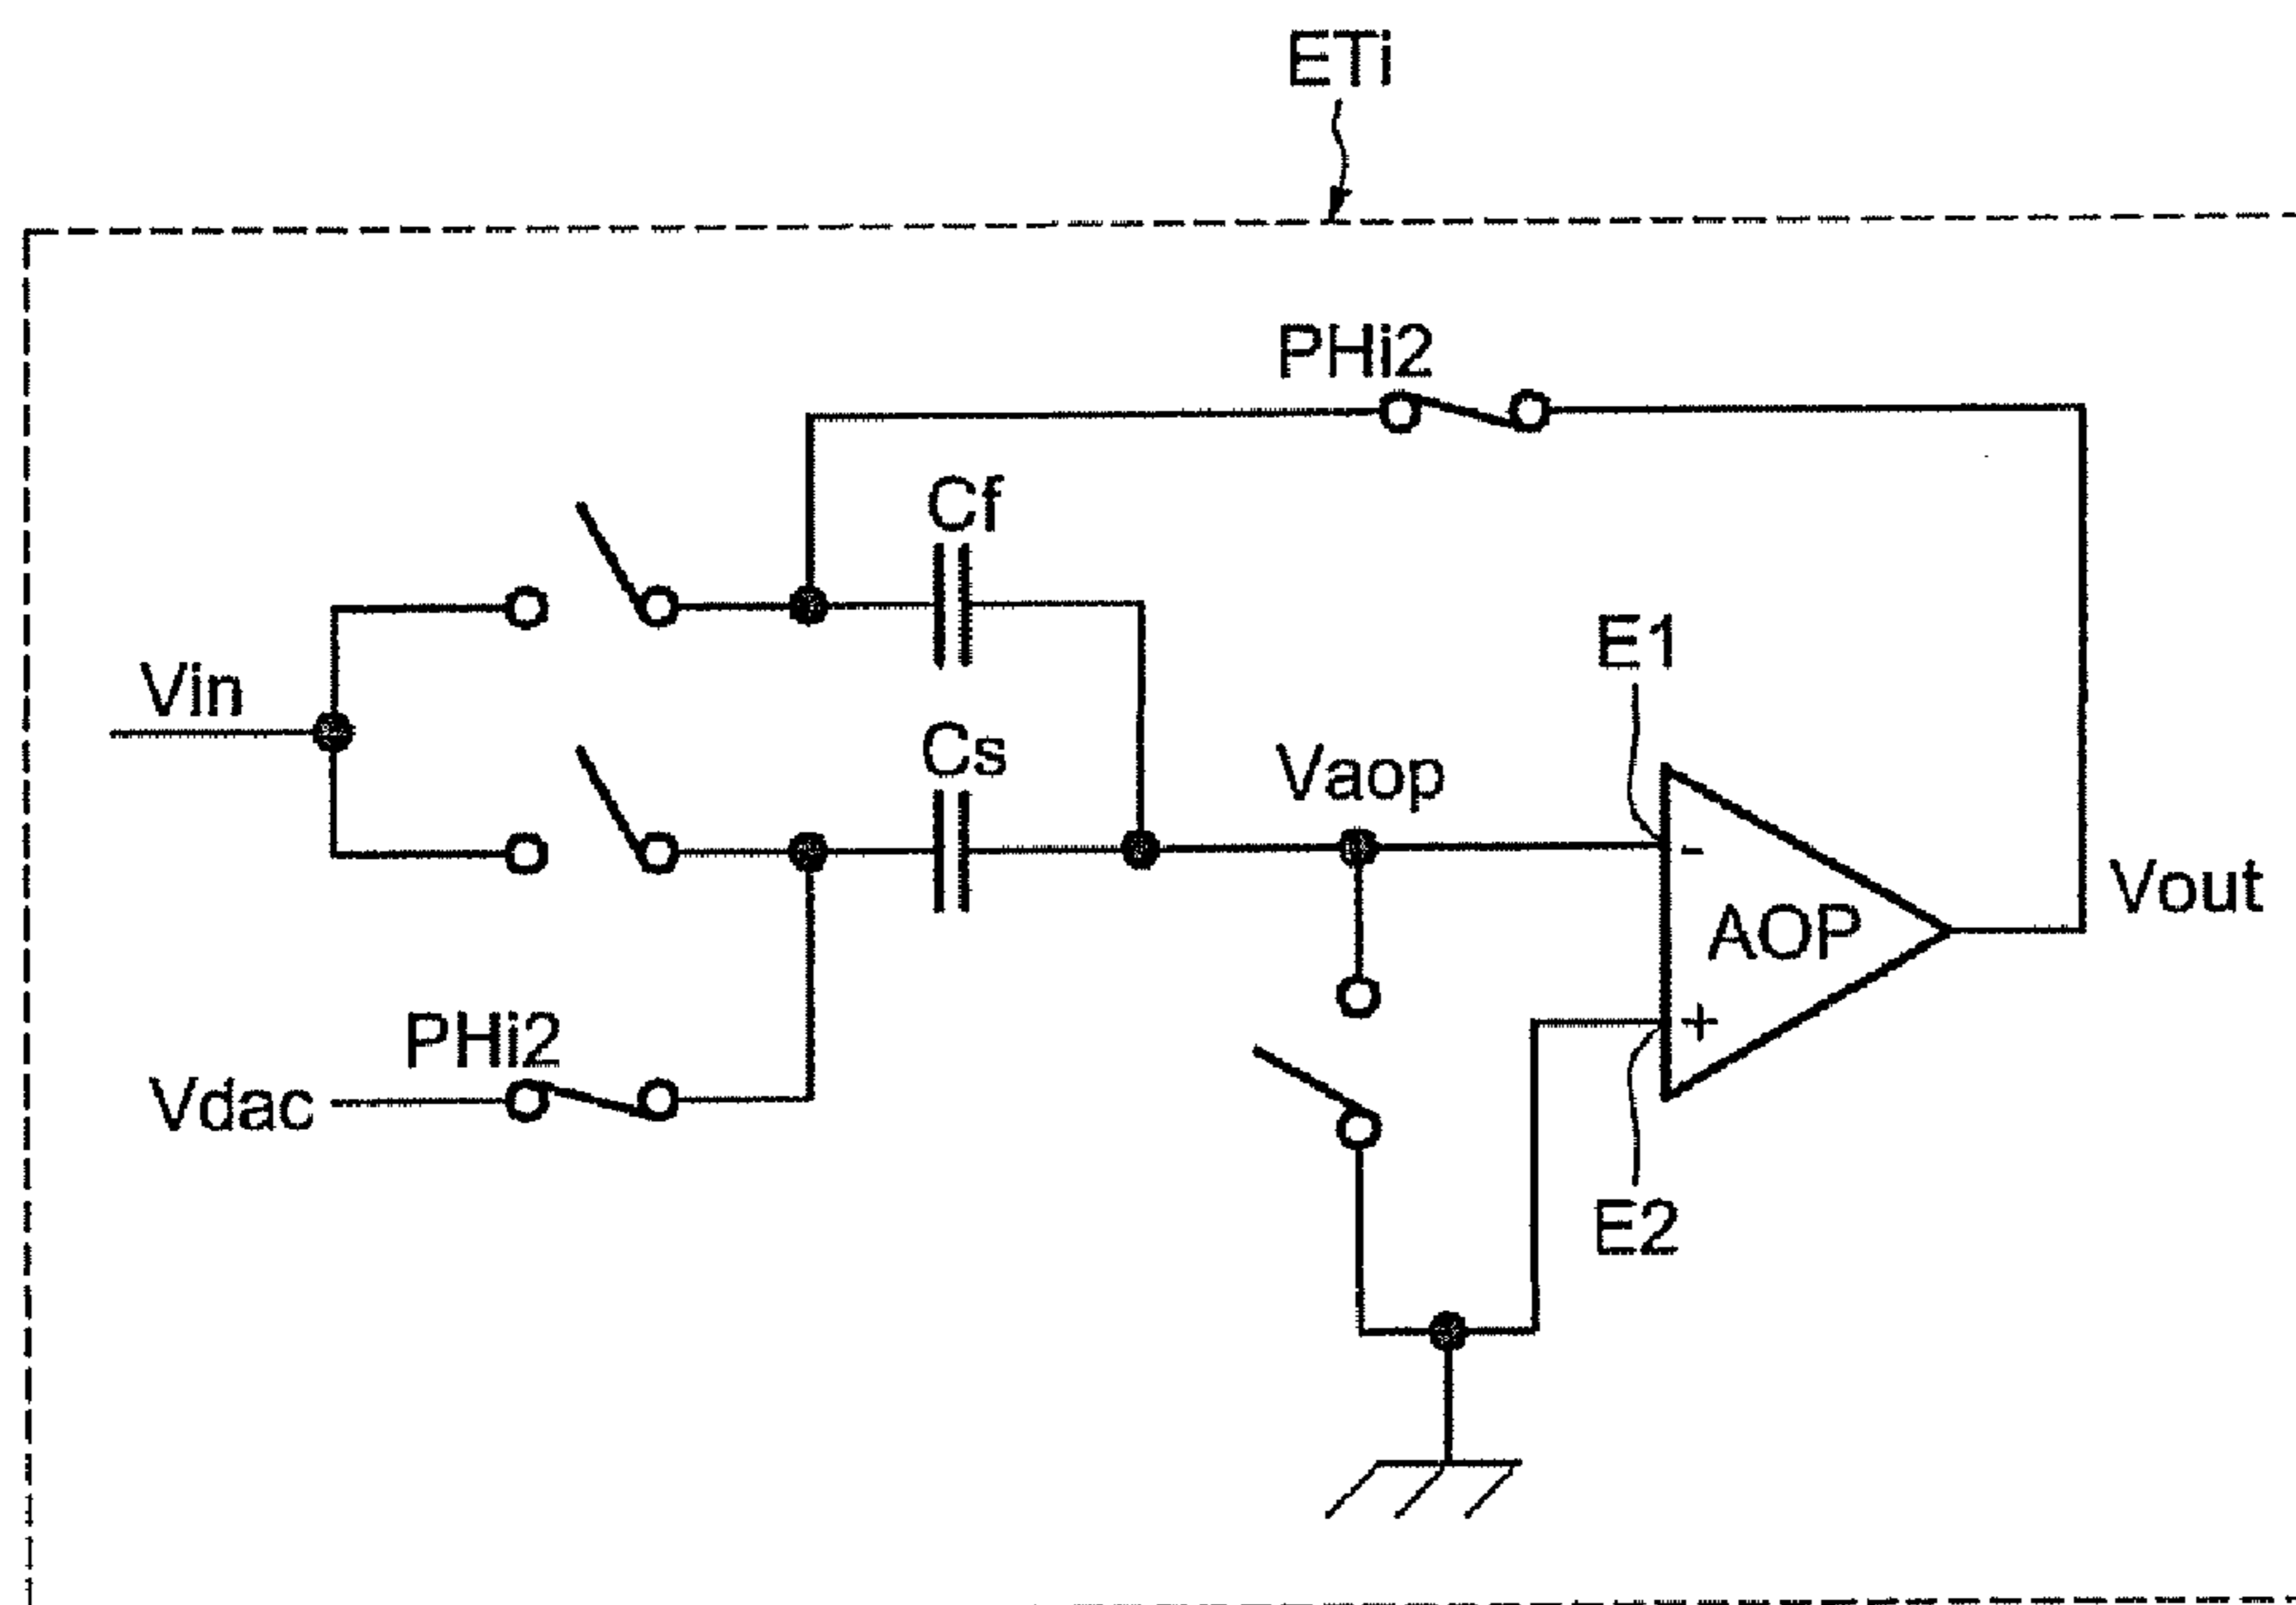 ETi
PHi2
Cf
E1
Vin
Cs
Vaop
-
AOP
Vout
+
PHi2
Vdac
E2